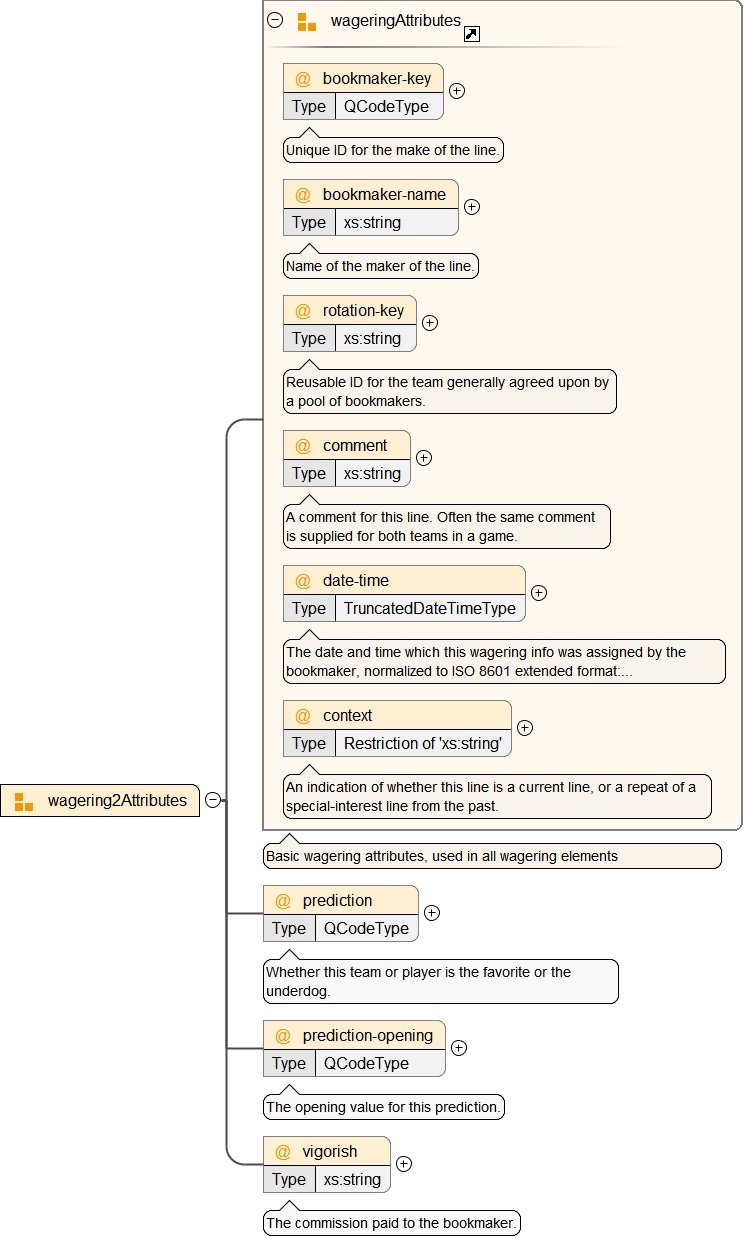 wageringAttributes
@ bookmaker-key
Type QCodeType
Unique ID for the make of the line.
@ bookmaker-name
Type xs:string
Name of the maker of the line.
@ rotation-key
Type xs:string
Reusable ID for the team generally agreed upon by
a pool of bookmakers.
@ comment
Type xs:string
A comment for this line. Often the same comment
is supplied for both teams in a game.
@ date-time
Type TruncatedDateTimeType
The date and time which this wagering info was assigned by the
bookmaker, normalized to ISO 8601 extended format:...
@ context
Type Restriction of 'xs:string'
An indication of whether this line is a current line, or a repeat of a
special-interest line from the past.
wagering2Attributes
Basic wagering attributes, used in all wagering elements
@ prediction
Type QCodeType
Whether this team or player is the favorite or the
underdog.
@ prediction-opening
Type QCodeType
The opening value for this prediction.
@ vigorish
Type xs:string
The commission paid to the bookmaker.